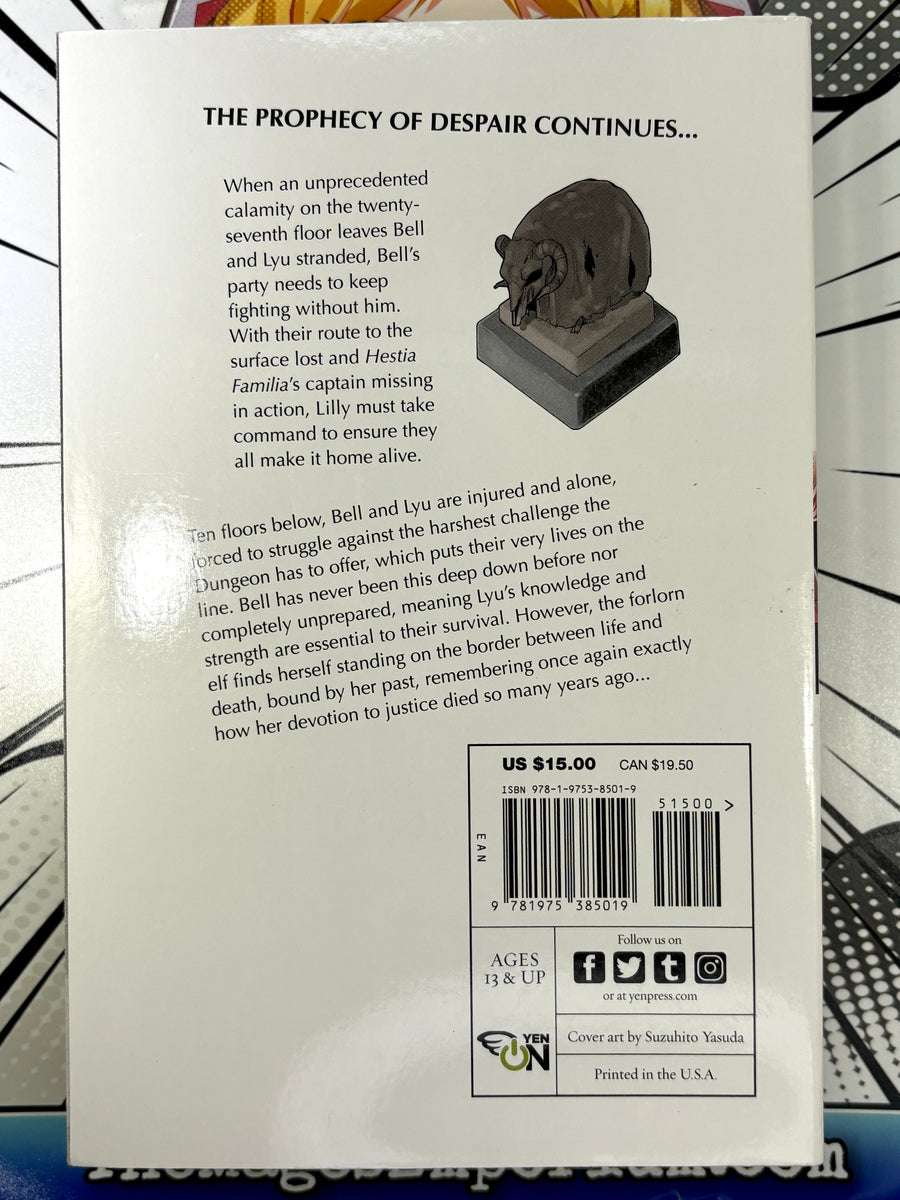 THE PROPHECY OF DESPAIR CONTINUES...
When an unprecedented
calamity on the twenty-
seventh floor leaves Bell
and Lyu stranded, Bell's
party needs to keep
fighting without him.
With their route to the
surface lost and Hestia
Familia's captain missing
in action, Lilly must take
command to ensure they
all make it home alive.
Ten floors below, Bell and Lyu are injured and alone,
forced to struggle against the harshest challenge the
Dungeon has to offer, which puts their very lives on the
line. Bell has never been this deep down before nor
completely unprepared, meaning Lyu's knowledge and
strength are essential to their survival. However, the forlorn
elf finds herself standing on the border between life and
death, bound by her past, remembering once again exactly
how her devotion to justice died so many years ago...
US $15.00 CAN $19.50
ISBN 978-1-9753-8501-9
51500 >
EAN
9 781975 385019
AGES
13 & UP
Follow us on
f t
or at yenpress.com
YEN
ON
Cover art by Suzuhito Yasuda
Printed in the U.S.A.
TheMagesEmporium.com